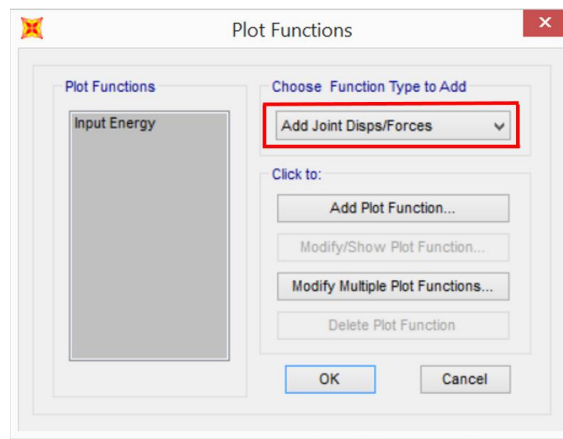 Plot Functions
Plot Functions
Input Energy
Choose Function Type to Add
Add Joint Disps/Forces
Click to:
Add Plot Function...
Modify/Show Plot Function...
Modify Multiple Plot Functions...
Delete Plot Function
OK
Cancel